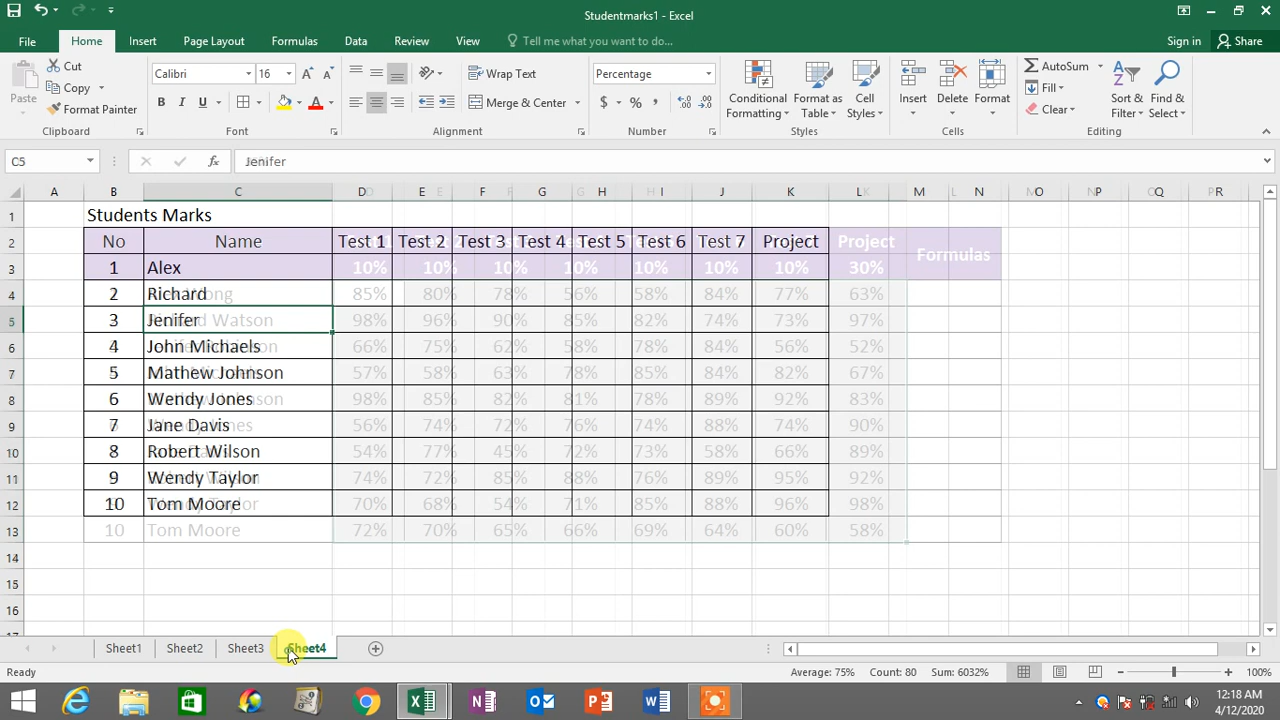 Studentmarks1 - Excel
File Home Insert Page Layout Formulas Data Review View Tell me what you want to do... Sign in Share
Cut
Copy
Format Painter
Paste
Clipboard
Calibri 16
B I U
Font
Wrap Text
Merge & Center
Alignment
Percentage
$ % ,
Number
Conditional Formatting
Format as Table
Cell Styles
Styles
Insert
Delete
Format
Cells
AutoSum
Fill
Clear
Sort & Filter
Find & Select
Editing
C5 fx Jenifer
A B C D E F G H I J K L M N
1 Students Marks
2 No Name Test 1 Test 2 Test 3 Test 4 Test 5 Test 6 Test 7 Project Project Formulas
3 1 Alex 10% 10% 10% 10% 10% 10% 10% 30%
4 2 Richard 85% 80% 78% 56% 58% 84% 77% 63%
5 3 Jenifer 98% 96% 90% 85% 82% 74% 73% 97%
6 4 John Michaels 66% 75% 62% 58% 78% 84% 56% 52%
7 5 Mathew Jonhson 57% 58% 63% 78% 85% 64% 82% 67%
8 6 Wendy Jones 98% 85% 82% 81% 78% 89% 92% 83%
9 7 Jane Davis 56% 74% 72% 76% 74% 88% 74% 90%
10 8 Robert Wilson 54% 77% 45% 72% 73% 58% 66% 89%
11 9 Wendy Taylor 74% 72% 85% 88% 76% 89% 95% 92%
12 10 Tom Moore 70% 68% 54% 71% 85% 88% 96% 98%
13 10 Tom Moore 72% 70% 65% 66% 69% 64% 60% 58%
14
15
16
Sheet1 Sheet2 Sheet3 Sheet4
Ready Average: 75% Count: 80 Sum: 6032% 100%
12:18 AM
4/12/2020